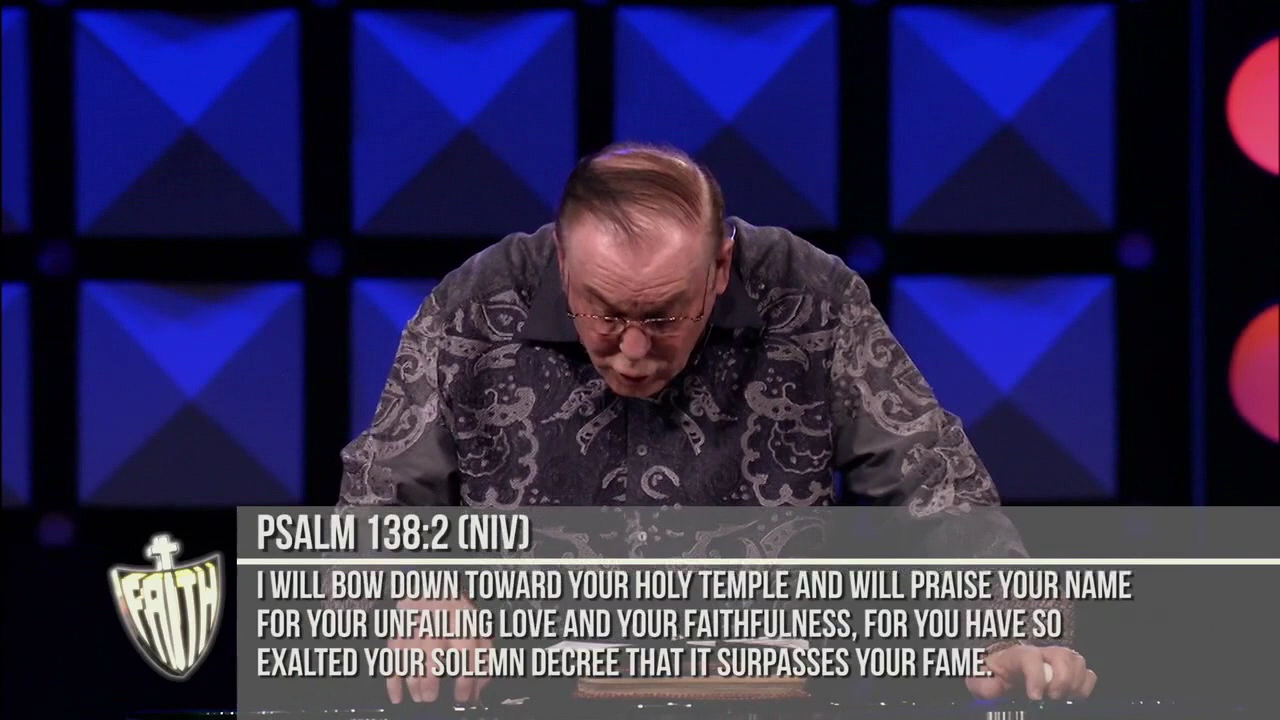 PSALM 138:2 (NIV)
I WILL BOW DOWN TOWARD YOUR HOLY TEMPLE AND WILL PRAISE YOUR NAME
FOR YOUR UNFAILING LOVE AND YOUR FAITHFULNESS, FOR YOU HAVE SO
EXALTED YOUR SOLEMN DECREE THAT IT SURPASSES YOUR FAME.
FAITH